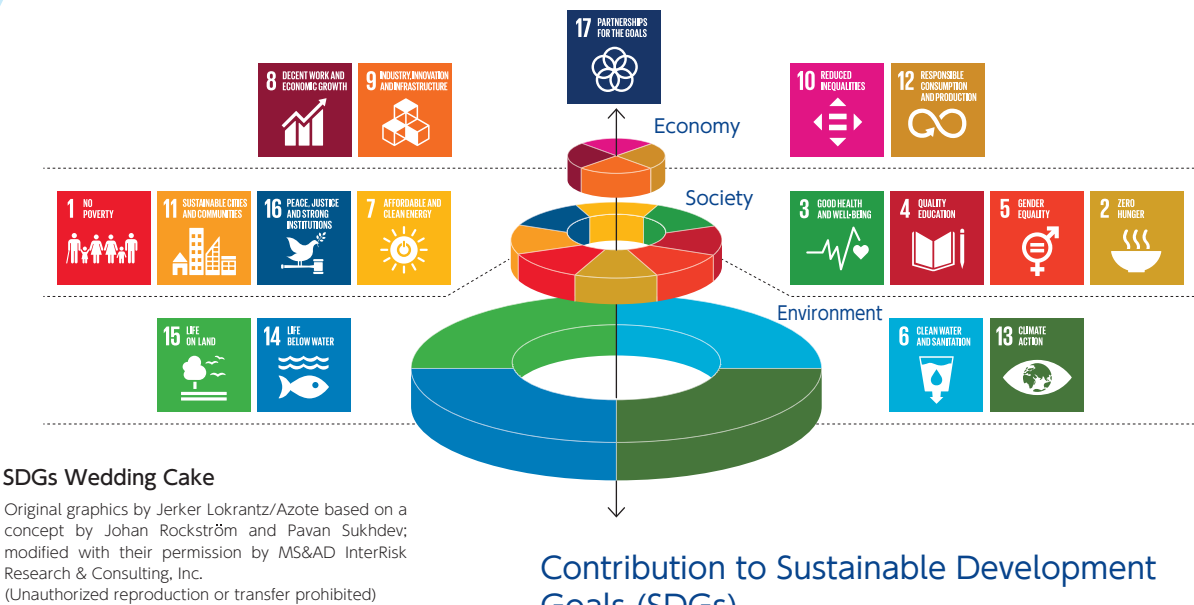 17 PARTNERSHIPS
FOR THE GOALS
8 DECENT WORK AND
ECONOMIC GROWTH
9 INDUSTRY, INNOVATION
AND INFRASTRUCTURE
10 REDUCED
INEQUALITIES
12 RESPONSIBLE
CONSUMPTION
AND PRODUCTION
Economy
1 NO
POVERTY
11 SUSTAINABLE CITIES
AND COMMUNITIES
16 PEACE, JUSTICE
AND STRONG
INSTITUTIONS
7 AFFORDABLE AND
CLEAN ENERGY
Society
3 GOOD HEALTH
AND WELL-BEING
4 QUALITY
EDUCATION
5 GENDER
EQUALITY
2 ZERO
HUNGER
15 LIFE
ON LAND
14 LIFE
BELOW WATER
Environment
6 CLEAN WATER
AND SANITATION
13 CLIMATE
ACTION
SDGs Wedding Cake
Original graphics by Jerker Lokrantz/Azote based on a
concept by Johan Rockström and Pavan Sukhdev;
modified with their permission by MS&AD InterRisk
Research & Consulting, Inc.
(Unauthorized reproduction or transfer prohibited)
Contribution to Sustainable Development
Goals (SDGs)